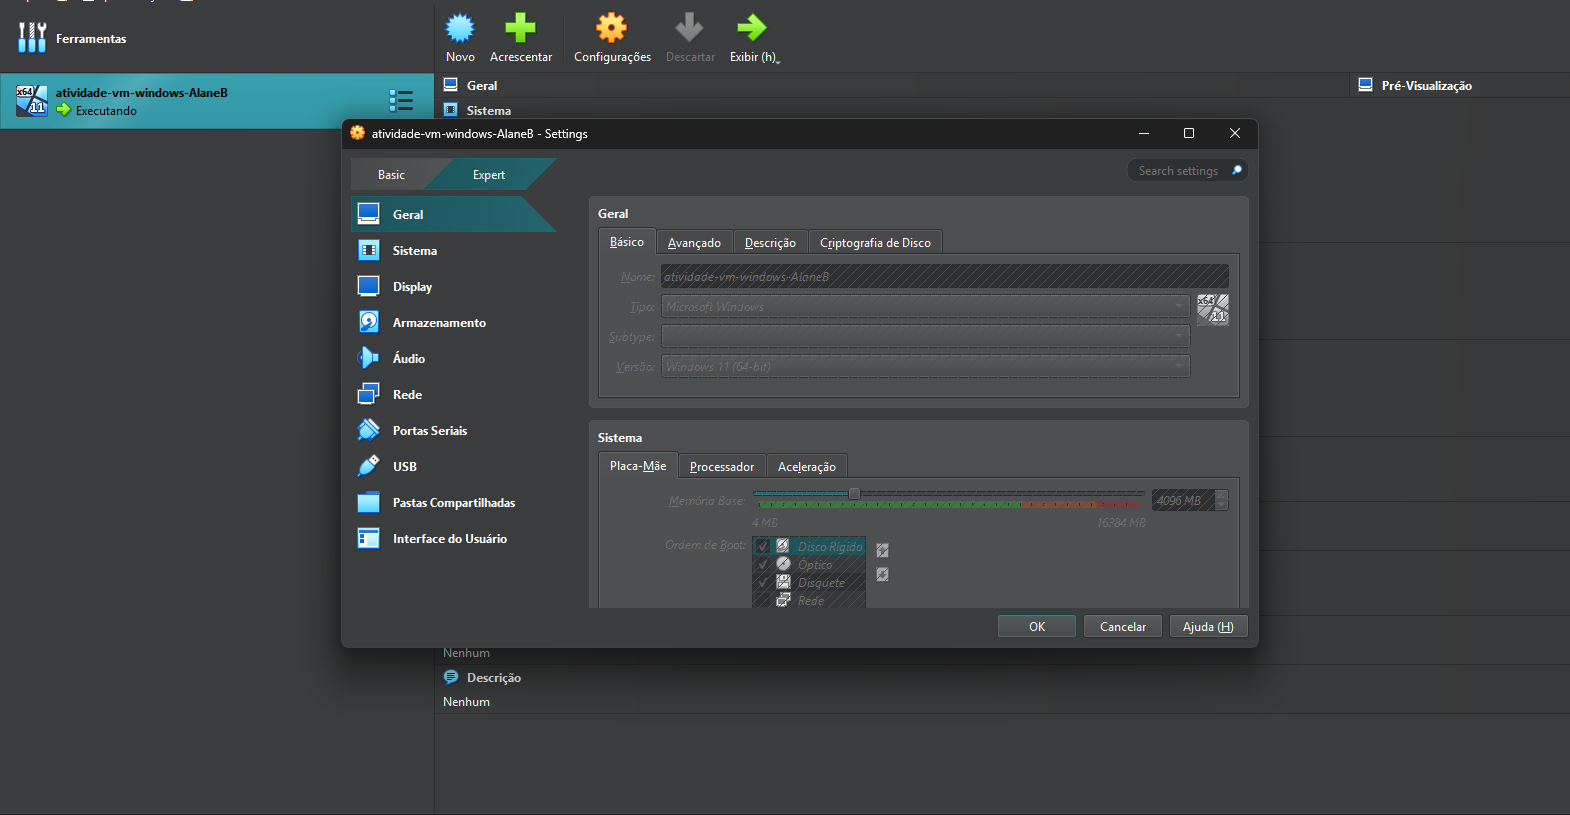 Ferramentas
Novo
Acrescentar
Configurações
Descartar
Exibir (h)
x64
11
atividade-vm-windows-AlaneB
Executando
Geral
Pré-Visualização
Sistema
atividade-vm-windows-AlaneB - Settings
Basic
Expert
Search settings
Geral
Sistema
Display
Armazenamento
Áudio
Rede
Portas Seriais
USB
Pastas Compartilhadas
Interface do Usuário
Geral
Básico
Avançado
Descrição
Criptografia de Disco
Nome:
atividade-vm-windows-AlaneB
Tipo:
Microsoft Windows
x64
11
Subtype:
Versão:
Windows 11 (64-bit)
Sistema
Placa-Mãe
Processador
Aceleração
Memória Base:
4096 MB
4 MB
16384 MB
Ordem de Boot:
Disco Rígido
Óptico
Disquete
Rede
OK
Cancelar
Ajuda (H)
Nenhum
Descrição
Nenhum